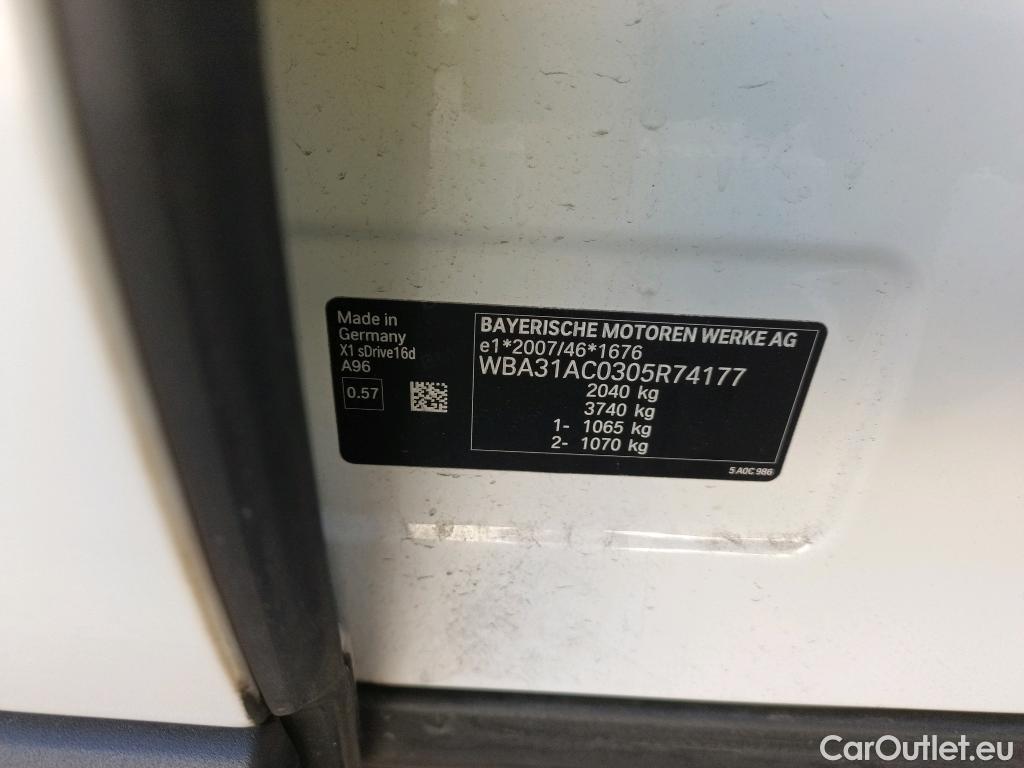 Made in
Germany
X1 sDrive16d
A96
0.57
BAYERISCHE MOTOREN WERKE AG
e1*2007/46*1676
WBA31AC0305R74177
2040 kg
3740 kg
1- 1065 kg
2- 1070 kg
5 A0C 986
CarOutlet.eu